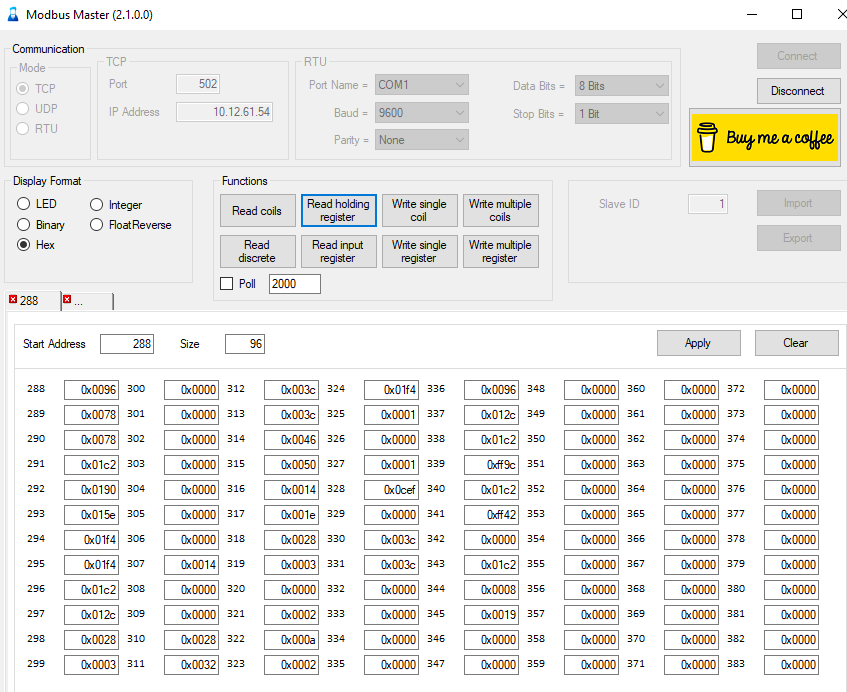 Modbus Master (2.1.0.0)
Communication
Mode
TCP
UDP
RTU
TCP
Port 502
IP Address 10.12.61.54
RTU
Port Name = COM1
Baud = 9600
Parity = None
Data Bits = 8 Bits
Stop Bits = 1 Bit
Connect
Disconnect
Buy me a coffee
Display Format
LED
Binary
Hex
Integer
FloatReverse
Functions
Read coils
Read holding
register
Write single
coil
Write multiple
coils
Read
discrete
Read input
register
Write single
register
Write multiple
register
Poll 2000
Slave ID 1
Import
Export
288 ...
Start Address 288 Size 96 Apply Clear
288 0x0096 300 0x0000 312 0x003c 324 0x01f4 336 0x0096 348 0x0000 360 0x0000 372 0x0000
289 0x0078 301 0x0000 313 0x003c 325 0x0001 337 0x012c 349 0x0000 361 0x0000 373 0x0000
290 0x0078 302 0x0000 314 0x0046 326 0x0000 338 0x01c2 350 0x0000 362 0x0000 374 0x0000
291 0x01c2 303 0x0000 315 0x0050 327 0x0001 339 0xff9c 351 0x0000 363 0x0000 375 0x0000
292 0x0190 304 0x0000 316 0x0014 328 0x0cef 340 0x01c2 352 0x0000 364 0x0000 376 0x0000
293 0x015e 305 0x0000 317 0x001e 329 0x0000 341 0xff42 353 0x0000 365 0x0000 377 0x0000
294 0x01f4 306 0x0000 318 0x0028 330 0x003c 342 0x0000 354 0x0000 366 0x0000 378 0x0000
295 0x01f4 307 0x0014 319 0x0003 331 0x003c 343 0x01c2 355 0x0000 367 0x0000 379 0x0000
296 0x01c2 308 0x0000 320 0x0000 332 0x0000 344 0x0008 356 0x0000 368 0x0000 380 0x0000
297 0x012c 309 0x0000 321 0x0002 333 0x0000 345 0x0019 357 0x0000 369 0x0000 381 0x0000
298 0x0028 310 0x0028 322 0x000a 334 0x0000 346 0x0000 358 0x0000 370 0x0000 382 0x0000
299 0x0003 311 0x0032 323 0x0002 335 0x0000 347 0x0000 359 0x0000 371 0x0000 383 0x0000